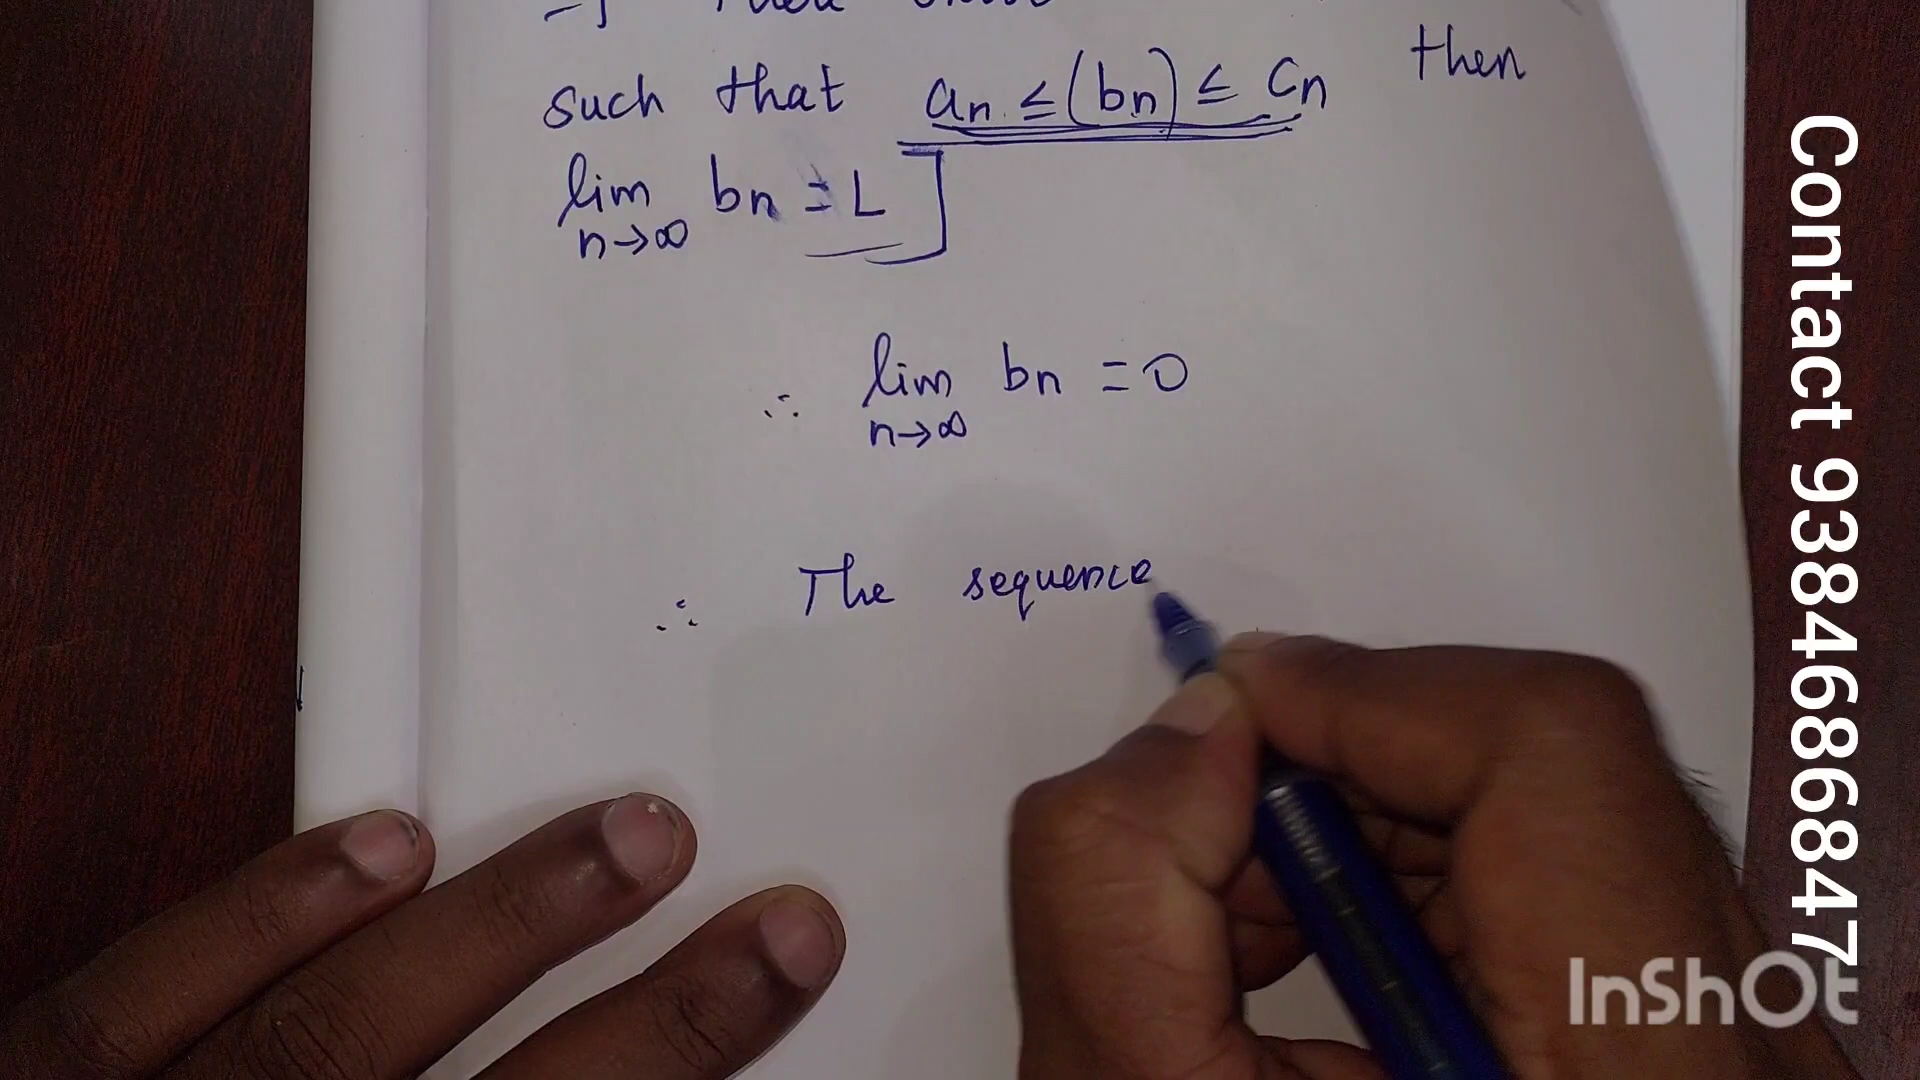 such that an ≤ (bn) ≤ Cn then
lim bn = L ]
n→∞
∴ lim bn = 0
n→∞
∴ The sequence
Contact 9384686847
InShOt